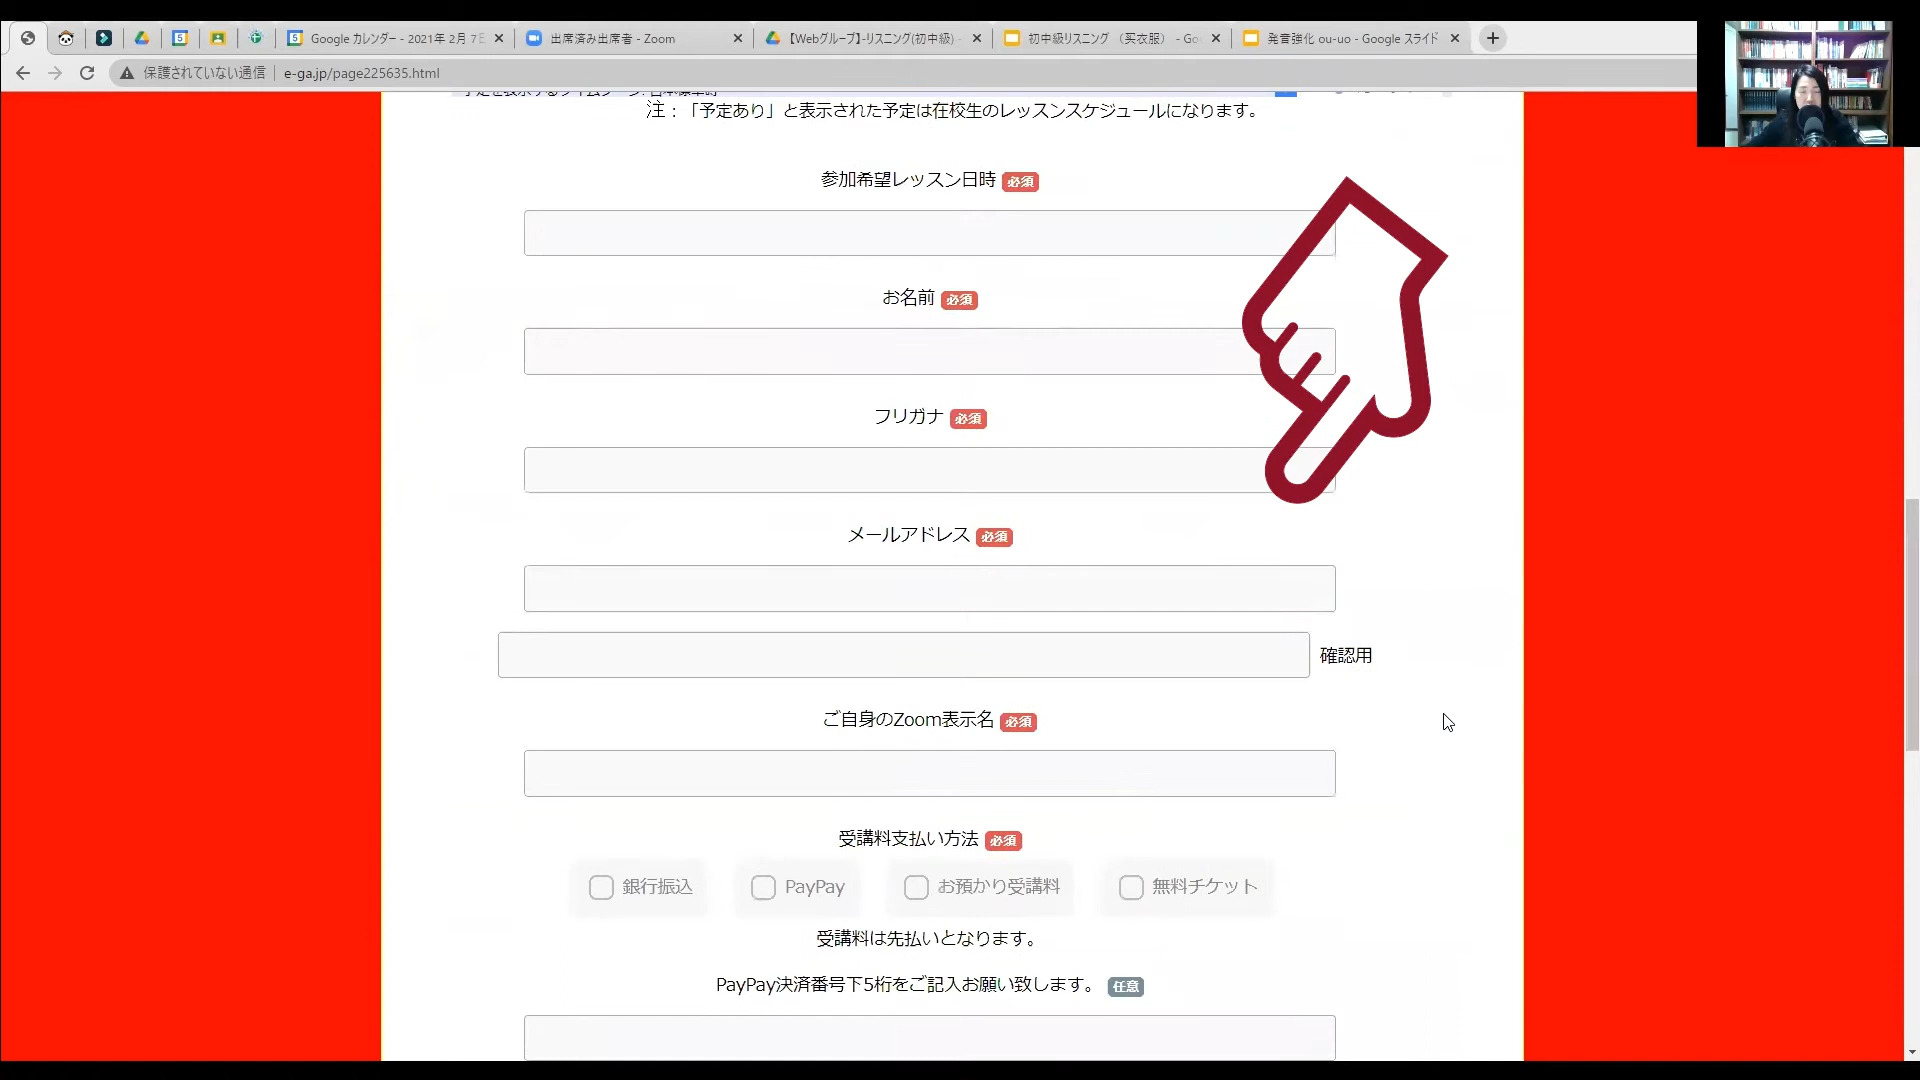 Google カレンダー - 2021年 2月 7日
出席済み出席者 - Zoom
【Webグループ】-リスニング(初中級) -
初中級リスニング （买衣服） - Go
発音強化 ou-uo - Google スライド
保護されていない通信
e-ga.jp/page225635.html
注：「予定あり」と表示された予定は在校生のレッスンスケジュールになります。
参加希望レッスン日時 必須
お名前 必須
フリガナ 必須
メールアドレス 必須
確認用
ご自身のZoom表示名 必須
受講料支払い方法 必須
銀行振込 PayPay お預かり受講料 無料チケット
受講料は先払いとなります。
PayPay決済番号下5桁をご記入お願い致します。 任意